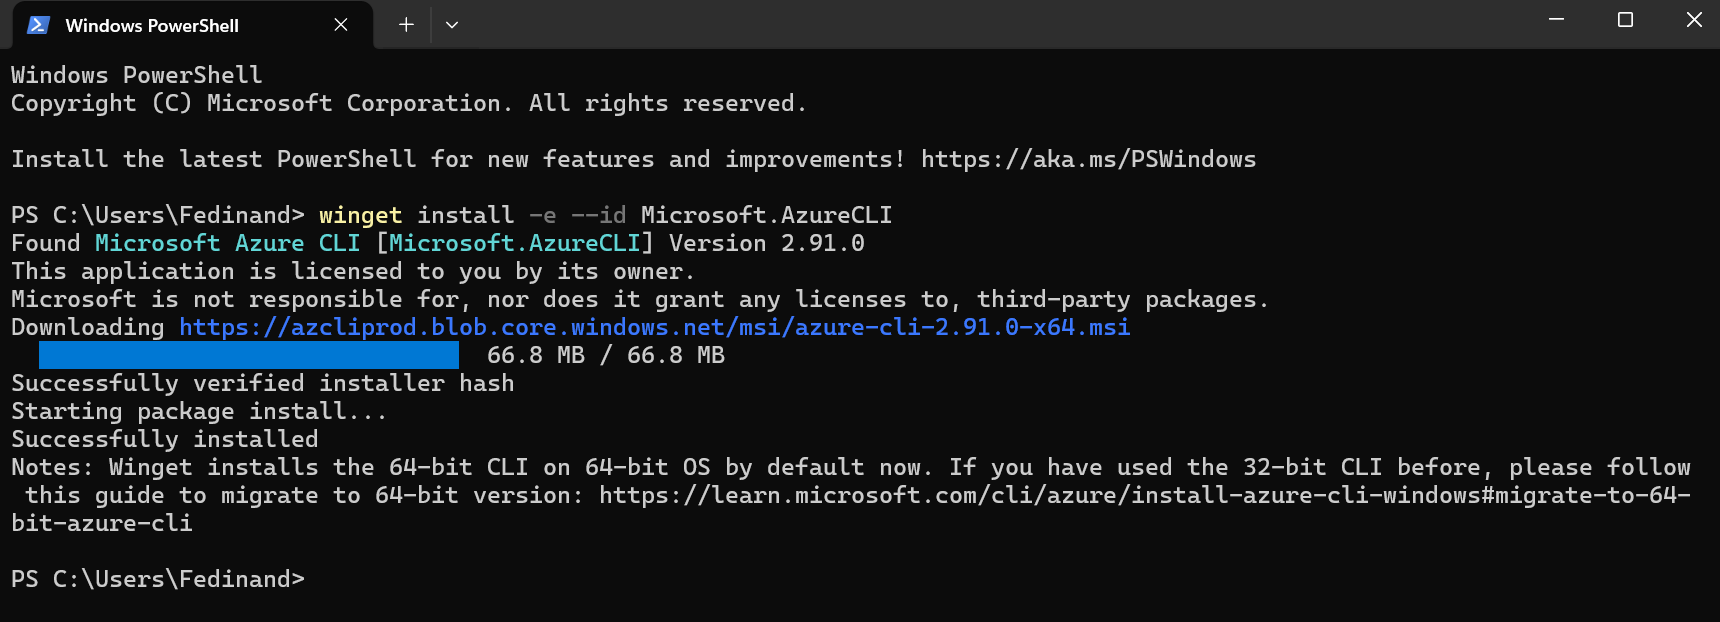 Windows PowerShell
Windows PowerShell
Copyright (C) Microsoft Corporation. All rights reserved.
Install the latest PowerShell for new features and improvements! https://aka.ms/PSWindows
PS C:\Users\Fedinand> winget install -e --id Microsoft.AzureCLI
Found Microsoft Azure CLI [Microsoft.AzureCLI] Version 2.91.0
This application is licensed to you by its owner.
Microsoft is not responsible for, nor does it grant any licenses to, third-party packages.
Downloading https://azcliprod.blob.core.windows.net/msi/azure-cli-2.91.0-x64.msi
66.8 MB / 66.8 MB
Successfully verified installer hash
Starting package install...
Successfully installed
Notes: Winget installs the 64-bit CLI on 64-bit OS by default now. If you have used the 32-bit CLI before, please follow
this guide to migrate to 64-bit version: https://learn.microsoft.com/cli/azure/install-azure-cli-windows#migrate-to-64-
bit-azure-cli
PS C:\Users\Fedinand>